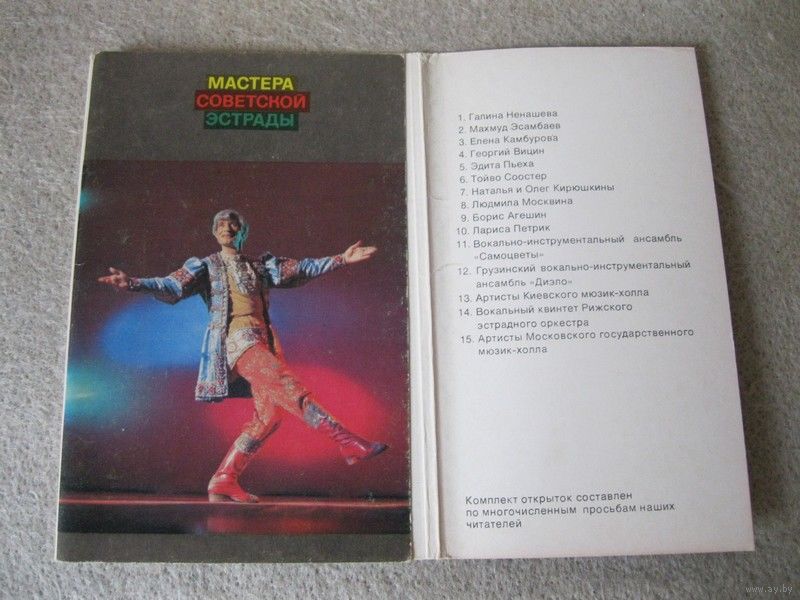 МАСТЕРА
СОВЕТСКОЙ
ЭСТРАДЫ
1. Галина Ненашева
2. Махмуд Эсамбаев
3. Елена Камбурова
4. Георгий Вицин
5. Эдита Пьеха
6. Тойво Соостер
7. Наталья и Олег Кирюшкины
8. Людмила Москвина
9. Борис Агешин
10. Лариса Петрик
11. Вокально-инструментальный ансамбль
«Самоцветы»
12. Грузинский вокально-инструментальный
ансамбль «Диэло»
13. Артисты Киевского мюзик-холла
14. Вокальный квинтет Рижского
эстрадного оркестра
15. Артисты Московского государственного
мюзик-холла
Комплект открыток составлен
по многочисленным просьбам наших
читателей
www.ay.by